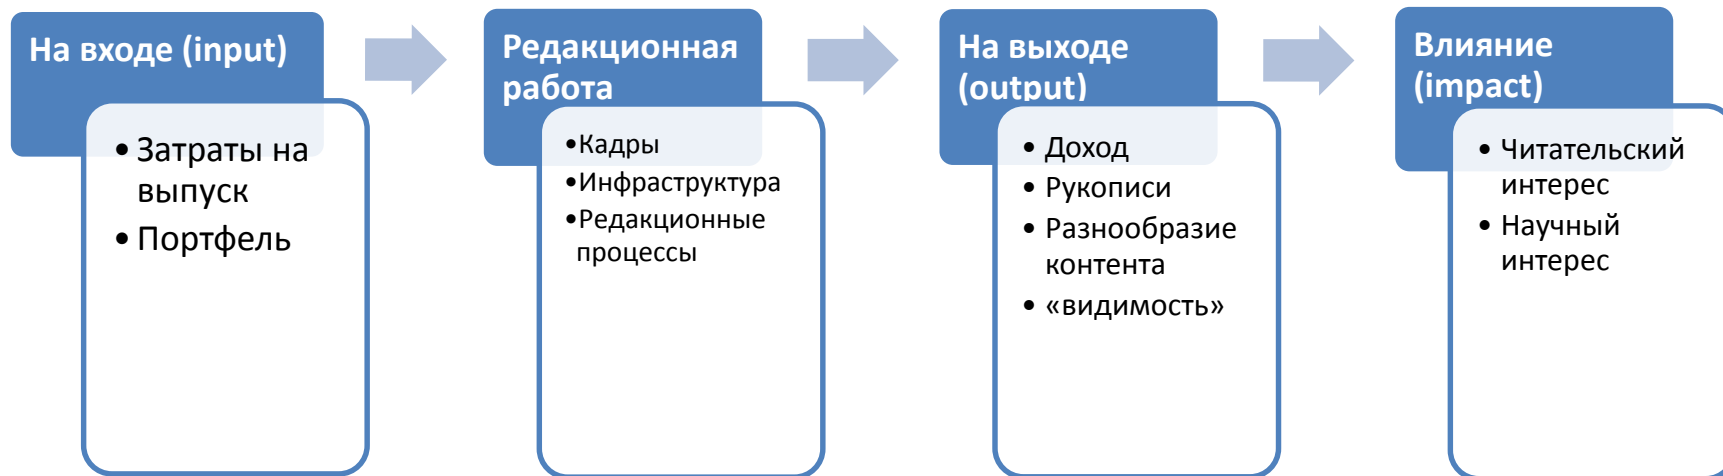 На входе (input)
• Затраты на
выпуск
• Портфель
Редакционная
работа
•Кадры
•Инфраструктура
•Редакционные
процессы
На выходе
(output)
• Доход
• Рукописи
• Разнообразие
контента
• «видимость»
Влияние
(impact)
• Читательский
интерес
• Научный
интерес